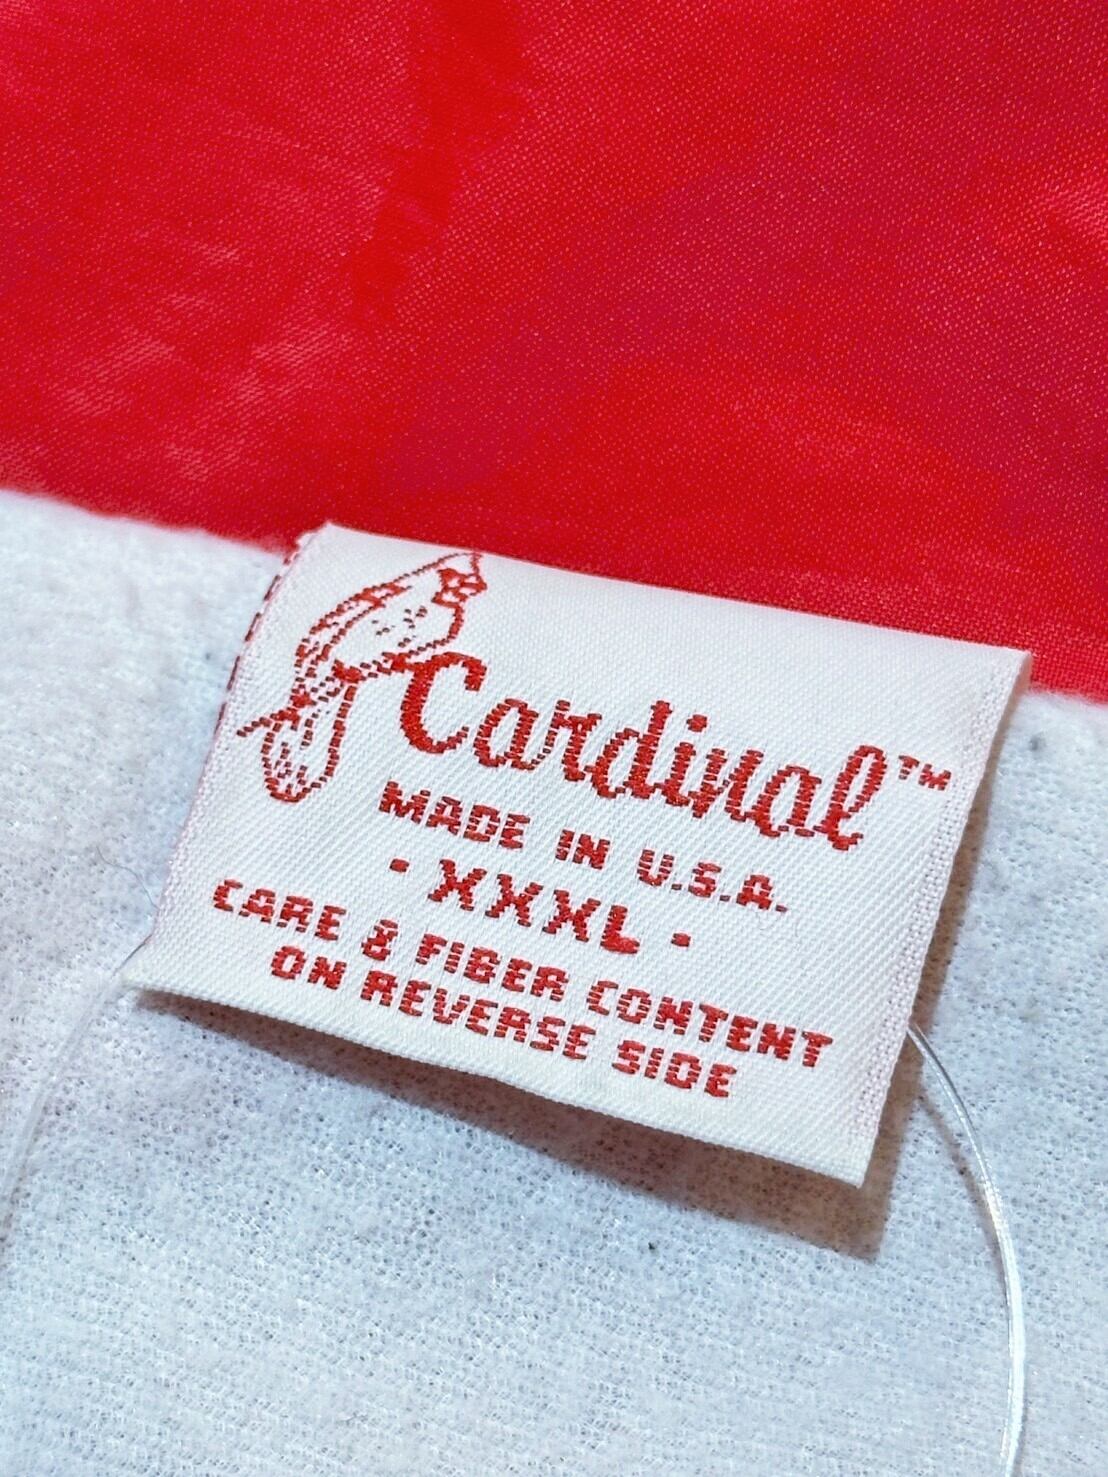 Cardinal™
MADE IN U.S.A.
· XXXL ·
CARE & FIBER CONTENT
ON REVERSE SIDE